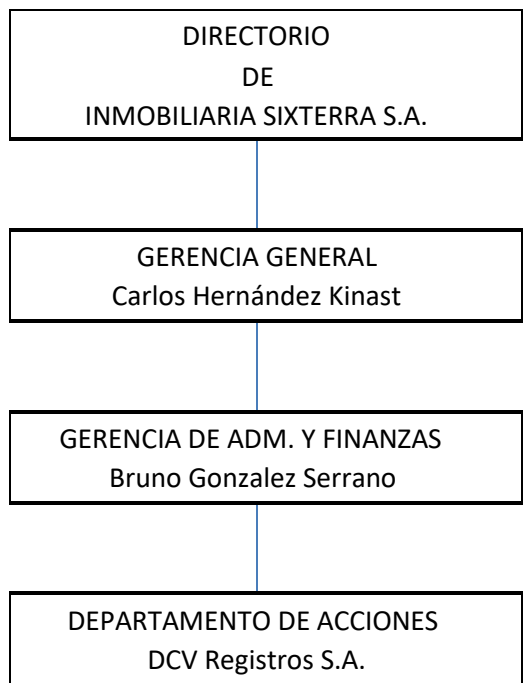 DIRECTORIO
DE
INMOBILIARIA SIXTERRA S.A.
GERENCIA GENERAL
Carlos Hernández Kinast
GERENCIA DE ADM. Y FINANZAS
Bruno Gonzalez Serrano
DEPARTAMENTO DE ACCIONES
DCV Registros S.A.